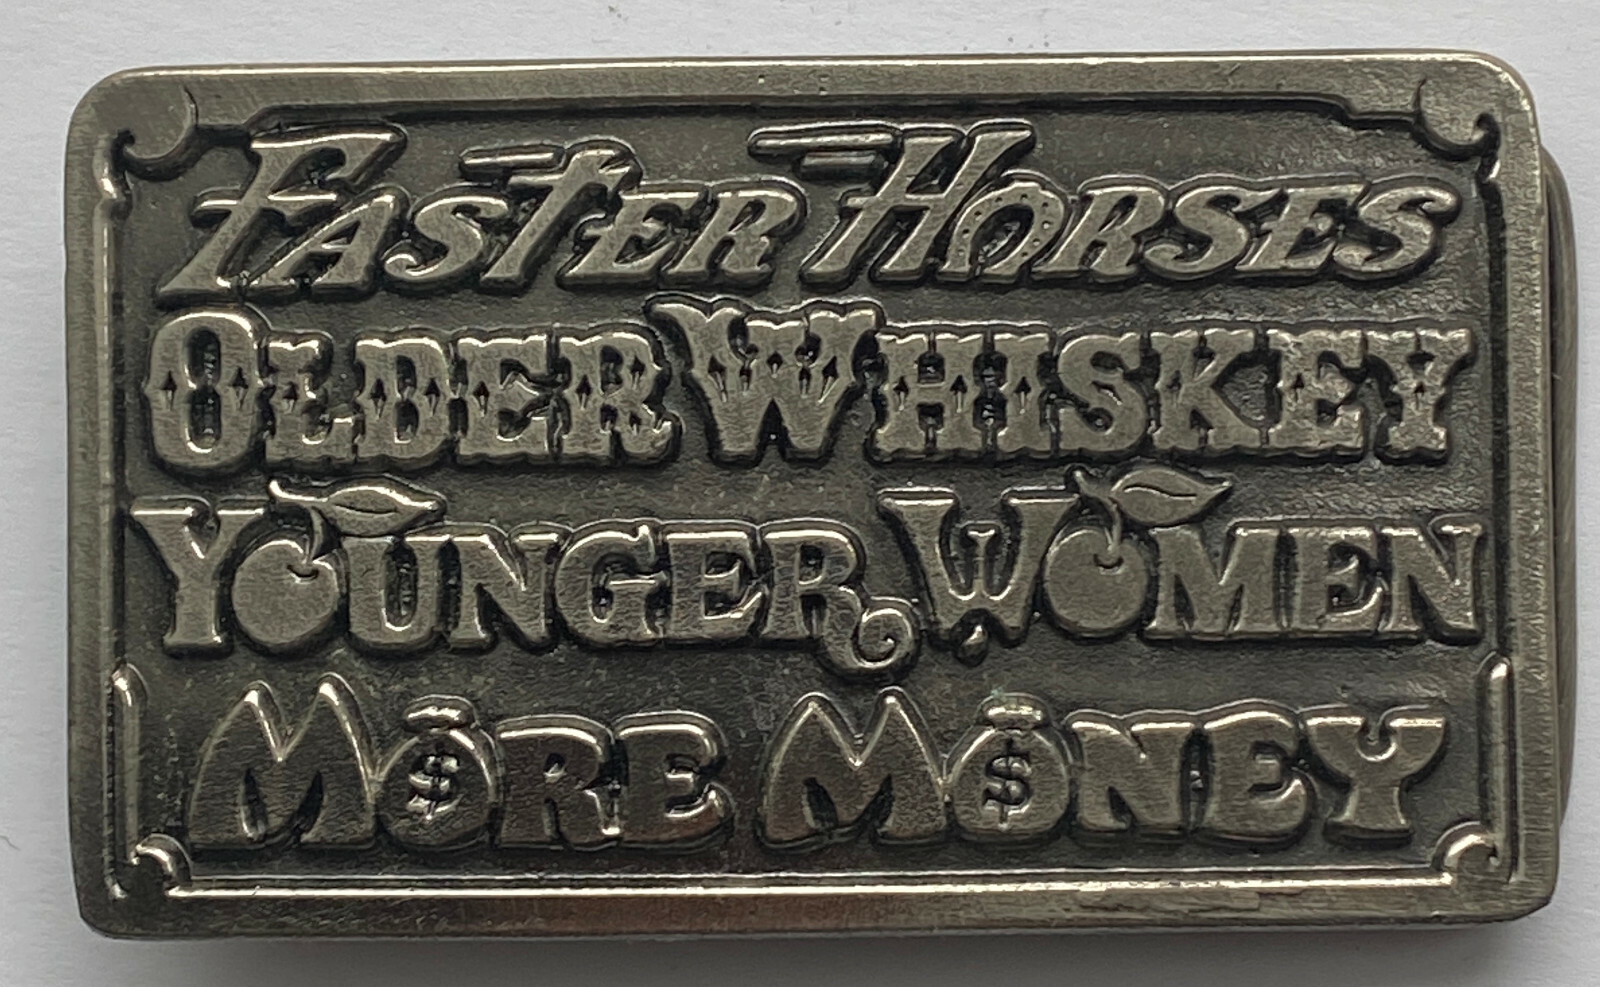 FASTER HORSES
OLDER WHISKEY
YOUNGER WOMEN
MORE MONEY